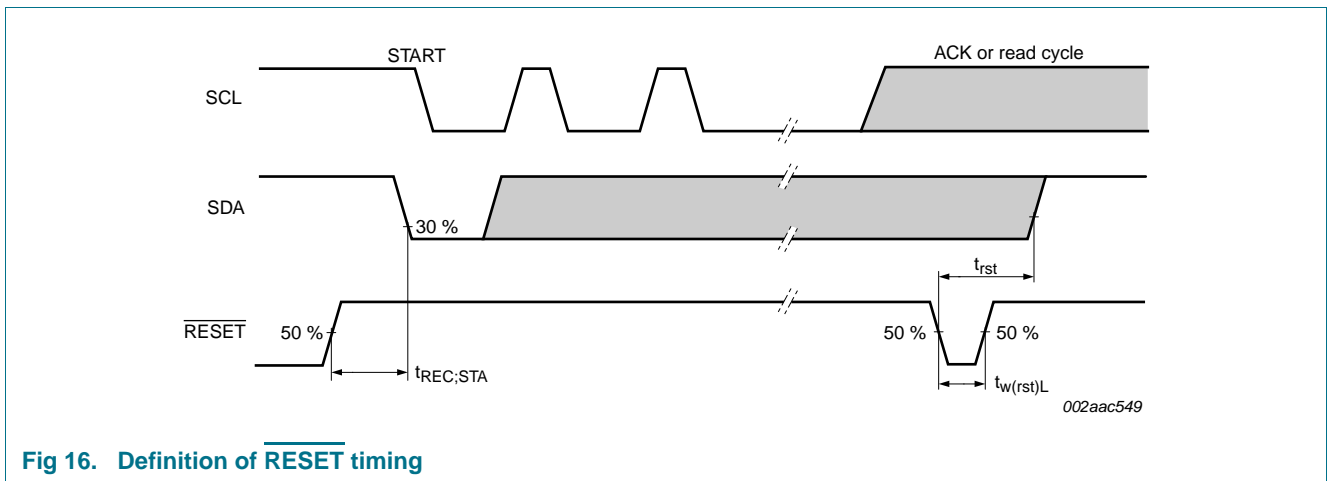 START
ACK or read cycle
SCL
SDA
30 %
t_rst
RESET
50 %
50 %
50 %
t_REC;STA
t_w(rst)L
002aac549
Fig 16. Definition of RESET timing